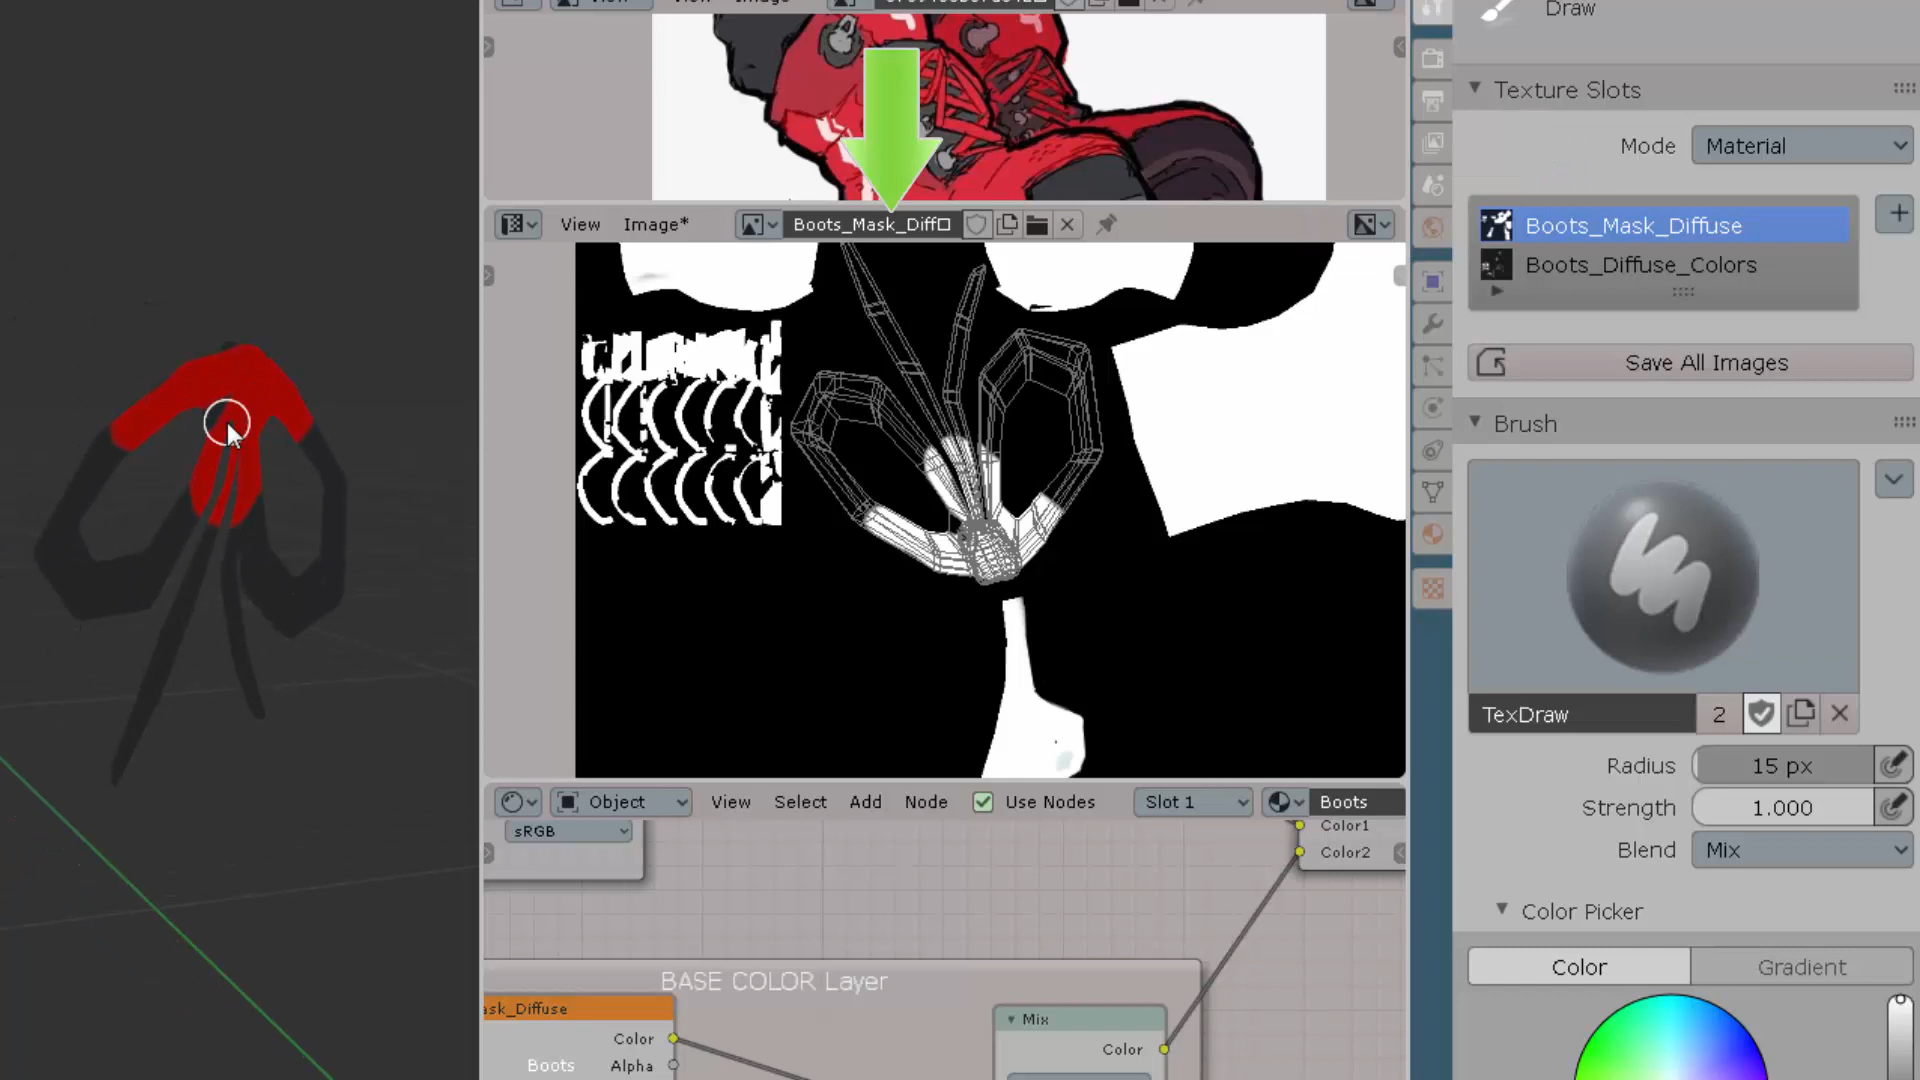 Draw
Texture Slots
Mode
Material
View
Image*
Boots_Mask_Diff
Boots_Mask_Diffuse
Boots_Diffuse_Colors
Save All Images
Brush
TexDraw
2
Radius
15 px
Strength
1.000
Blend
Mix
Object
View
Select
Add
Node
Use Nodes
Slot 1
Boots
sRGB
Color1
Color2
Color Picker
Color
Gradient
BASE COLOR Layer
ask_Diffuse
Mix
Color
Color
Boots
Alpha